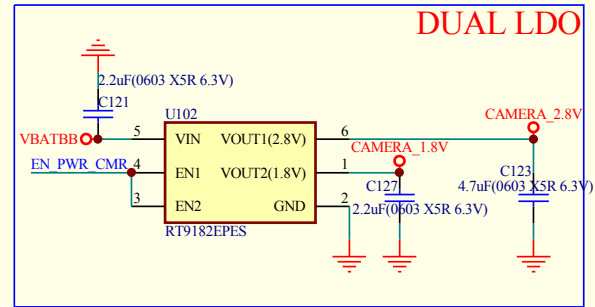 DUAL LDO
2.2uF(0603 X5R 6.3V)
C121
U102
VBATBB
5
VIN
VOUT1(2.8V)
6
CAMERA_2.8V
EN_PWR_CMR
4
EN1
VOUT2(1.8V)
1
CAMERA_1.8V
C123
4.7uF(0603 X5R 6.3V)
C127
2.2uF(0603 X5R 6.3V)
3
EN2
GND
2
RT9182EPES